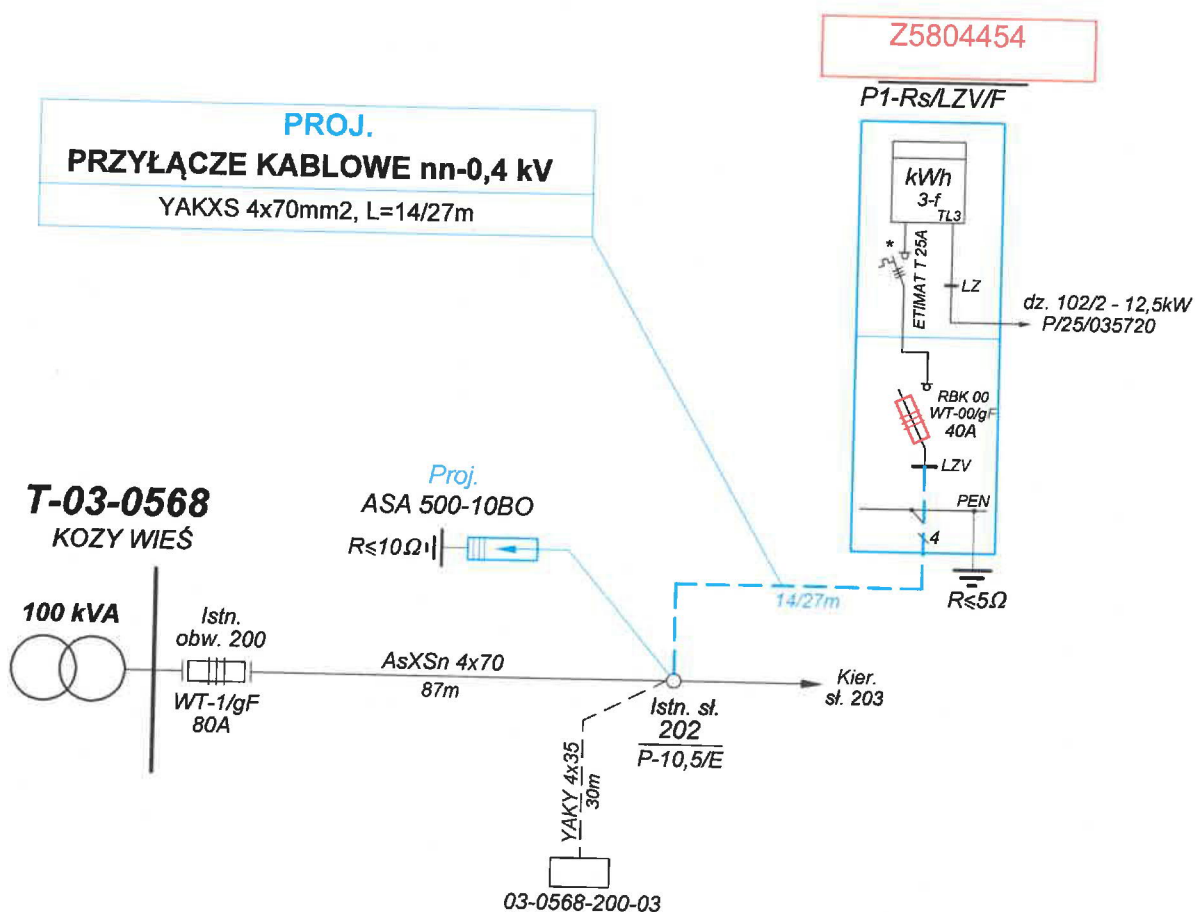 Z5804454
P1-Rs/LZV/F
PROJ.
PRZYŁĄCZE KABLOWE nn-0,4 kV
YAKXS 4x70mm2, L=14/27m
kWh
3-f
TL3
*
ETIMAT T 25A
LZ
dz. 102/2 - 12,5kW
P/25/035720
RBK 00
WT-00/gF
40A
LZV
PEN
4
R≤5Ω
14/27m
Proj.
ASA 500-10BO
R≤10Ω
T-03-0568
KOZY WIEŚ
100 kVA
Istn.
obw. 200
WT-1/gF
80A
AsXSn 4x70
87m
Kier.
sł. 203
Istn. sł.
202
P-10,5/E
YAKY 4x35
30m
03-0568-200-03